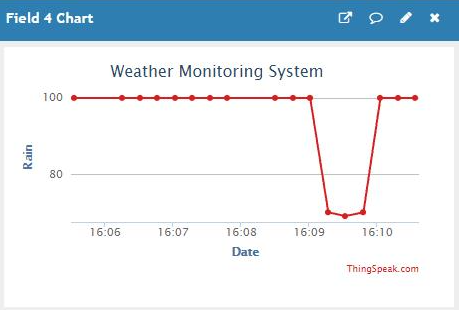 Field 4 Chart
Weather Monitoring System
100
80
Rain
16:06 16:07 16:08 16:09 16:10
Date
ThingSpeak.com